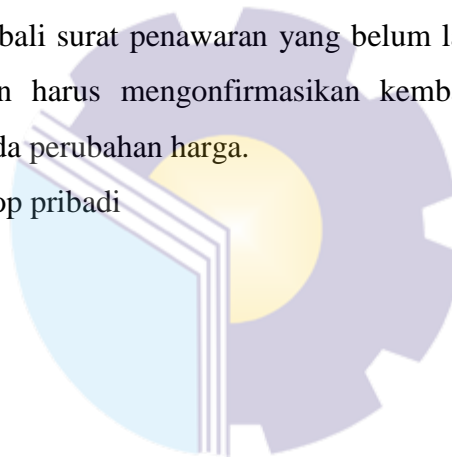 bali surat penawaran yang belum l
n harus mengonfirmasikan kemb
da perubahan harga.
op pribadi